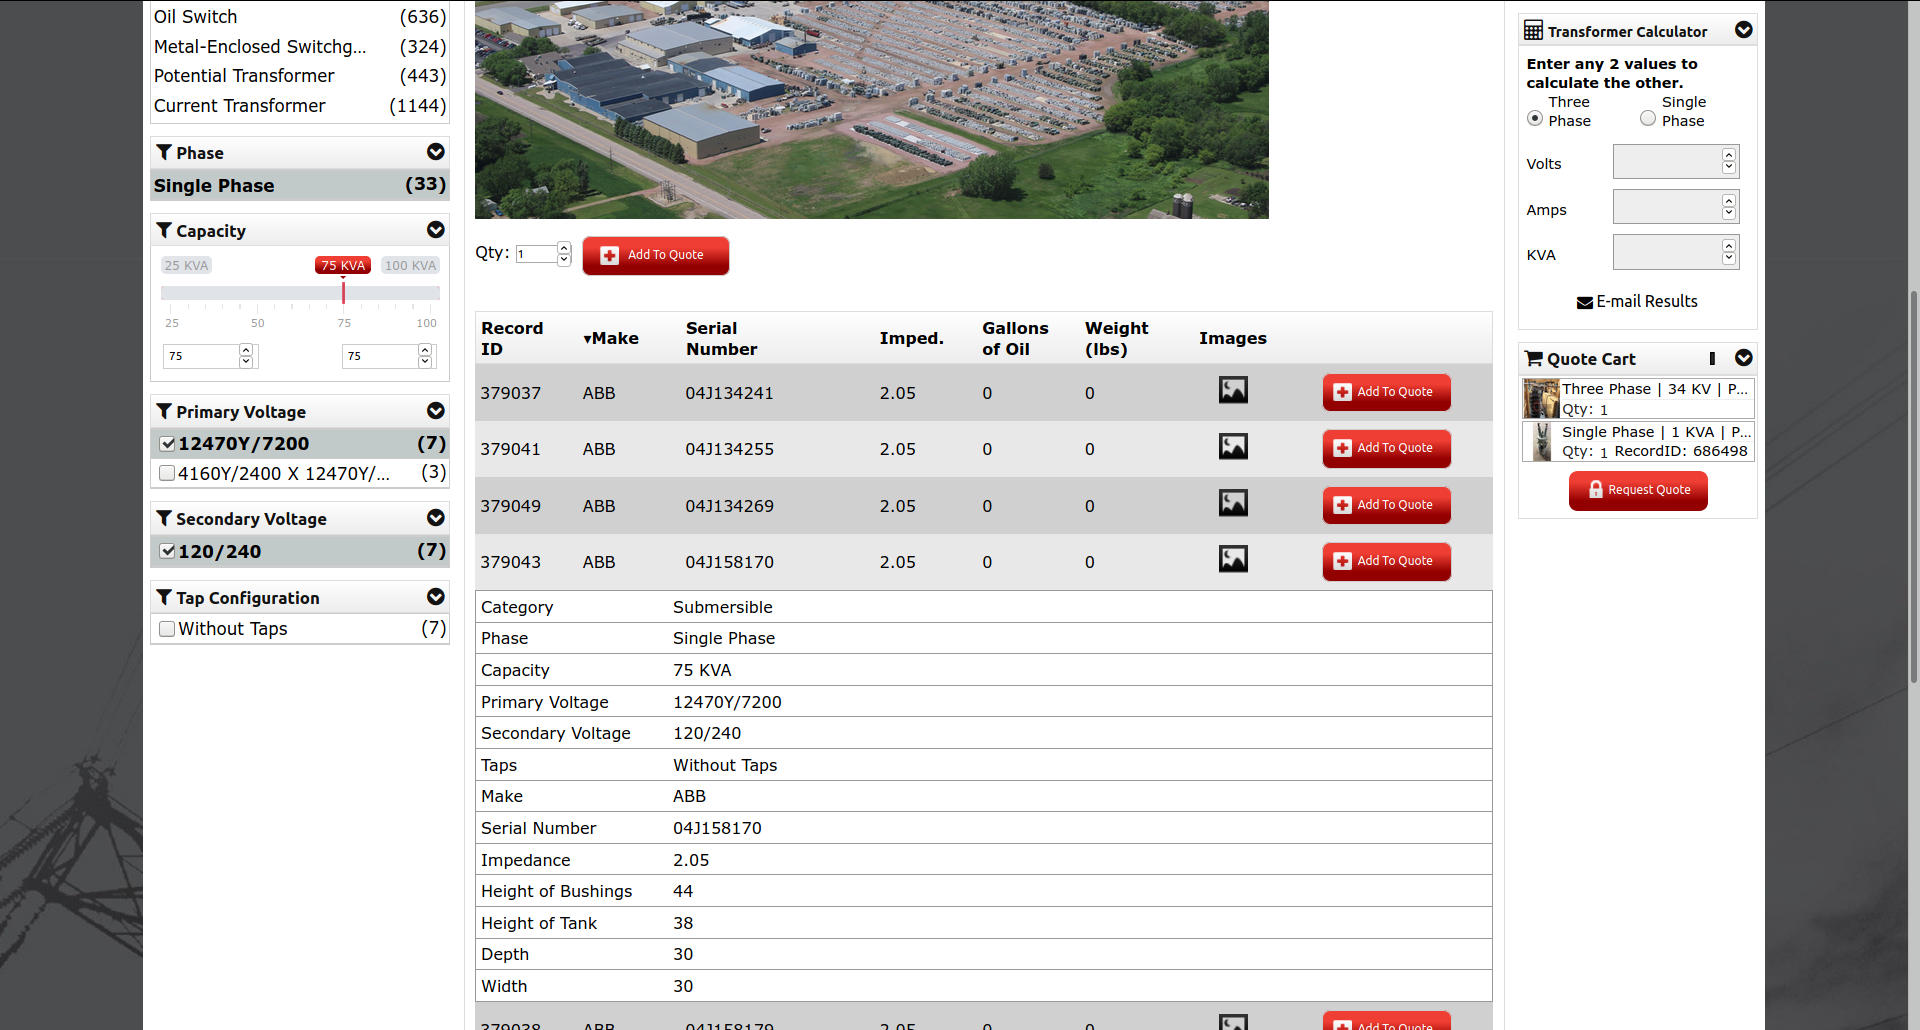 Oil Switch (636)
Metal-Enclosed Switchg... (324)
Potential Transformer (443)
Current Transformer (1144)
Phase
Single Phase (33)
Capacity
25 KVA 75 KVA 100 KVA
25 50 75 100
75 75
Primary Voltage
12470Y/7200 (7)
4160Y/2400 X 12470Y/... (3)
Secondary Voltage
120/240 (7)
Tap Configuration
Without Taps (7)
Qty: 1 Add To Quote
Record ID ▾Make Serial Number Imped. Gallons of Oil Weight (lbs) Images
379037 ABB 04J134241 2.05 0 0 Add To Quote
379041 ABB 04J134255 2.05 0 0 Add To Quote
379049 ABB 04J134269 2.05 0 0 Add To Quote
379043 ABB 04J158170 2.05 0 0 Add To Quote
Category Submersible
Phase Single Phase
Capacity 75 KVA
Primary Voltage 12470Y/7200
Secondary Voltage 120/240
Taps Without Taps
Make ABB
Serial Number 04J158170
Impedance 2.05
Height of Bushings 44
Height of Tank 38
Depth 30
Width 30
379038 ABB 04J158179 2.05 0 0 Add To Quote
Transformer Calculator
Enter any 2 values to
calculate the other.
Three Phase Single Phase
Volts
Amps
KVA
E-mail Results
Quote Cart
Three Phase | 34 KV | P...
Qty: 1
Single Phase | 1 KVA | P...
Qty: 1 RecordID: 686498
Request Quote